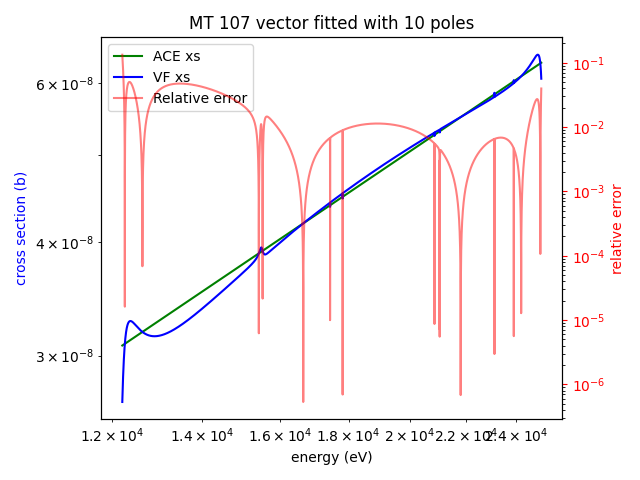 MT 107 vector fitted with 10 poles
ACE xs
VF xs
Relative error
cross section (b)
6 × 10⁻⁸
4 × 10⁻⁸
3 × 10⁻⁸
10⁻¹
10⁻²
10⁻³
10⁻⁴
10⁻⁵
10⁻⁶
relative error
1.2 × 10⁴ 1.4 × 10⁴ 1.6 × 10⁴ 1.8 × 10⁴ 2 × 10⁴ 2.2 × 10⁴ 2.4 × 10⁴
energy (eV)